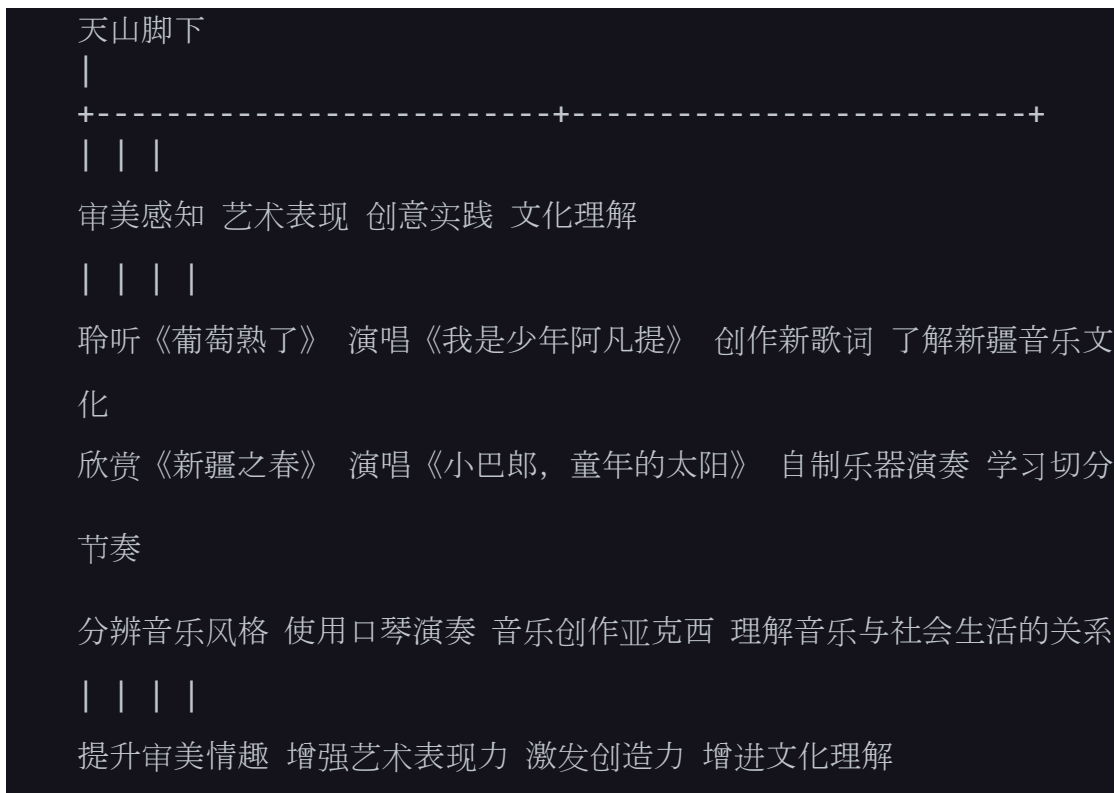 天山脚下
|
+--------------------------+--------------------------+
| | |
审美感知 艺术表现 创意实践 文化理解
| | | |
聆听《葡萄熟了》 演唱《我是少年阿凡提》 创作新歌词 了解新疆音乐文
化
欣赏《新疆之春》 演唱《小巴郎，童年的太阳》 自制乐器演奏 学习切分
节奏
分辨音乐风格 使用口琴演奏 音乐创作亚克西 理解音乐与社会生活的关系
| | | |
提升审美情趣 增强艺术表现力 激发创造力 增进文化理解